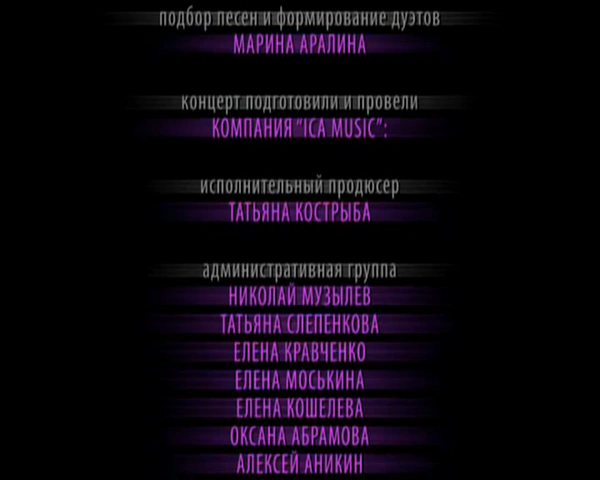 подбор песен и формирование дуэтов
МАРИНА АРАЛИНА
концерт подготовили и провели
КОМПАНИЯ “ICA MUSIC”:
исполнительный продюсер
ТАТЬЯНА КОСТРЫБА
административная группа
НИКОЛАЙ МУЗЫЛЕВ
ТАТЬЯНА СЛЕПЕНКОВА
ЕЛЕНА КРАВЧЕНКО
ЕЛЕНА МОСЬКИНА
ЕЛЕНА КОШЕЛЕВА
ОКСАНА АБРАМОВА
АЛЕКСЕЙ АНИКИН